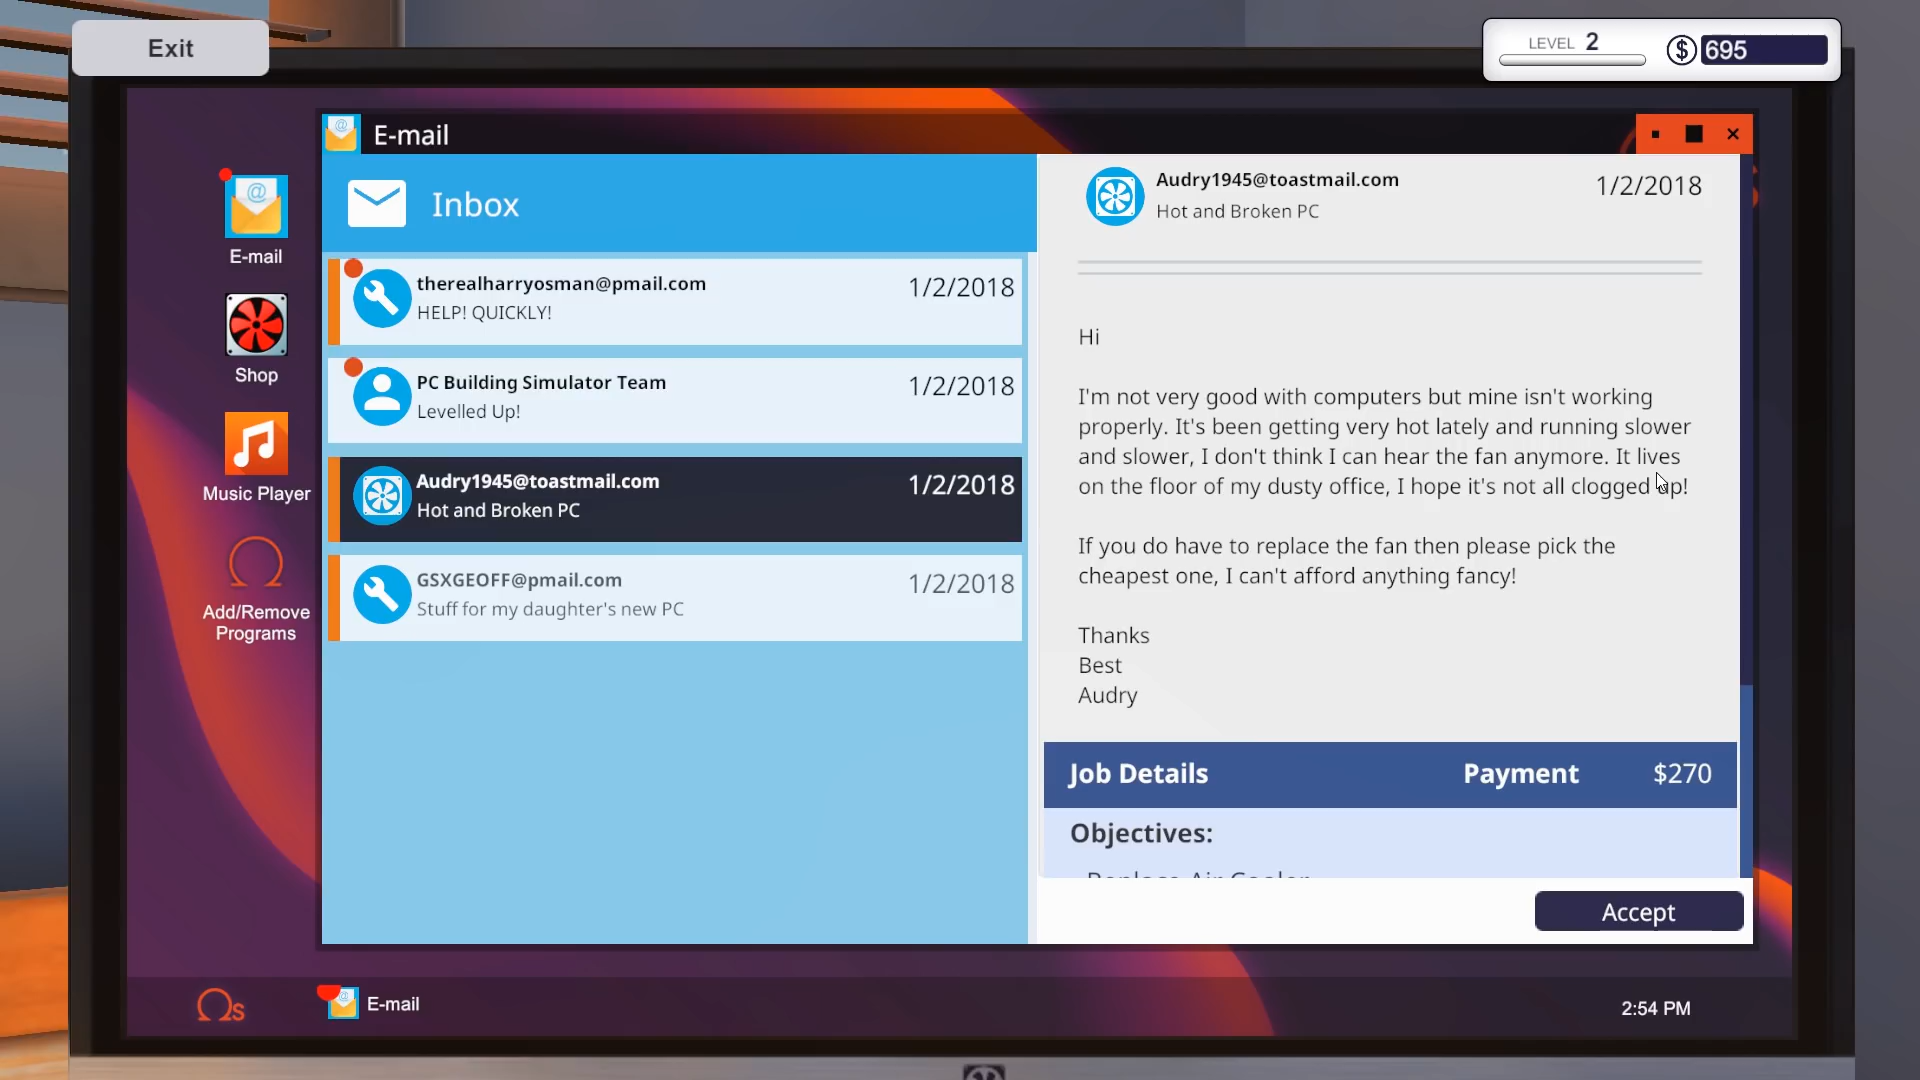 Exit
LEVEL 2
$ 695
E-mail
E-mail
Shop
Music Player
Add/Remove
Programs
Inbox
therealharryosman@pmail.com
1/2/2018
HELP! QUICKLY!
PC Building Simulator Team
1/2/2018
Levelled Up!
Audry1945@toastmail.com
1/2/2018
Hot and Broken PC
GSXGEOFF@pmail.com
1/2/2018
Stuff for my daughter's new PC
Audry1945@toastmail.com
1/2/2018
Hot and Broken PC
Hi
I'm not very good with computers but mine isn't working
properly. It's been getting very hot lately and running slower
and slower, I don't think I can hear the fan anymore. It lives
on the floor of my dusty office, I hope it's not all clogged up!
If you do have to replace the fan then please pick the
cheapest one, I can't afford anything fancy!
Thanks
Best
Audry
Job Details Payment $270
Objectives:
Replace Air Cooler
Accept
Ωs
E-mail
2:54 PM